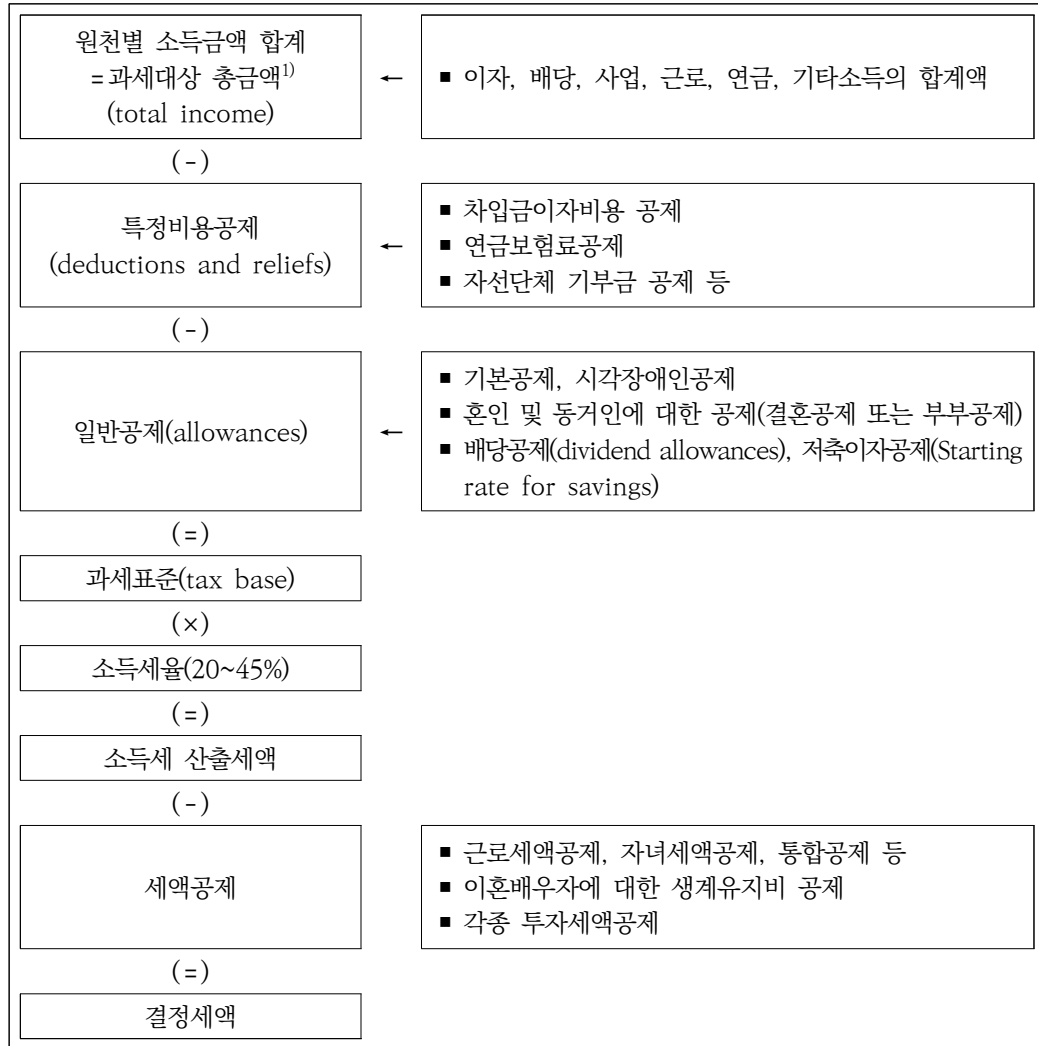 원천별 소득금액 합계
=과세대상 총금액1)
(total income)
← ■ 이자, 배당, 사업, 근로, 연금, 기타소득의 합계액
(-)
특정비용공제
(deductions and reliefs)
←
■ 차입금이자비용 공제
■ 연금보험료공제
■ 자선단체 기부금 공제 등
(-)
일반공제(allowances)
←
■ 기본공제, 시각장애인공제
■ 혼인 및 동거인에 대한 공제(결혼공제 또는 부부공제)
■ 배당공제(dividend allowances), 저축이자공제(Starting
rate for savings)
(=)
과세표준(tax base)
(×)
소득세율(20~45%)
(=)
소득세 산출세액
(-)
세액공제
■ 근로세액공제, 자녀세액공제, 통합공제 등
■ 이혼배우자에 대한 생계유지비 공제
■ 각종 투자세액공제
(=)
결정세액